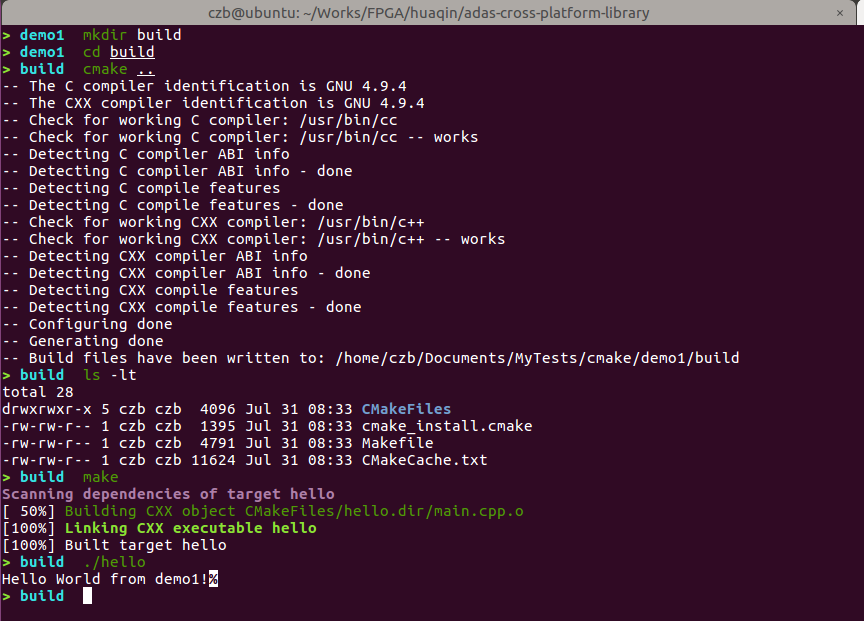 czb@ubuntu: ~/Works/FPGA/huaqin/adas-cross-platform-library ×
> demo1  mkdir build
> demo1  cd build
> build  cmake ..
-- The C compiler identification is GNU 4.9.4
-- The CXX compiler identification is GNU 4.9.4
-- Check for working C compiler: /usr/bin/cc
-- Check for working C compiler: /usr/bin/cc -- works
-- Detecting C compiler ABI info
-- Detecting C compiler ABI info - done
-- Detecting C compile features
-- Detecting C compile features - done
-- Check for working CXX compiler: /usr/bin/c++
-- Check for working CXX compiler: /usr/bin/c++ -- works
-- Detecting CXX compiler ABI info
-- Detecting CXX compiler ABI info - done
-- Detecting CXX compile features
-- Detecting CXX compile features - done
-- Configuring done
-- Generating done
-- Build files have been written to: /home/czb/Documents/MyTests/cmake/demo1/build
> build  ls -lt
total 28
drwxrwxr-x 5 czb czb  4096 Jul 31 08:33 CMakeFiles
-rw-rw-r-- 1 czb czb  1395 Jul 31 08:33 cmake_install.cmake
-rw-rw-r-- 1 czb czb  4791 Jul 31 08:33 Makefile
-rw-rw-r-- 1 czb czb 11624 Jul 31 08:33 CMakeCache.txt
> build  make
Scanning dependencies of target hello
[ 50%] Building CXX object CMakeFiles/hello.dir/main.cpp.o
[100%] Linking CXX executable hello
[100%] Built target hello
> build  ./hello
Hello World from demo1!%
> build